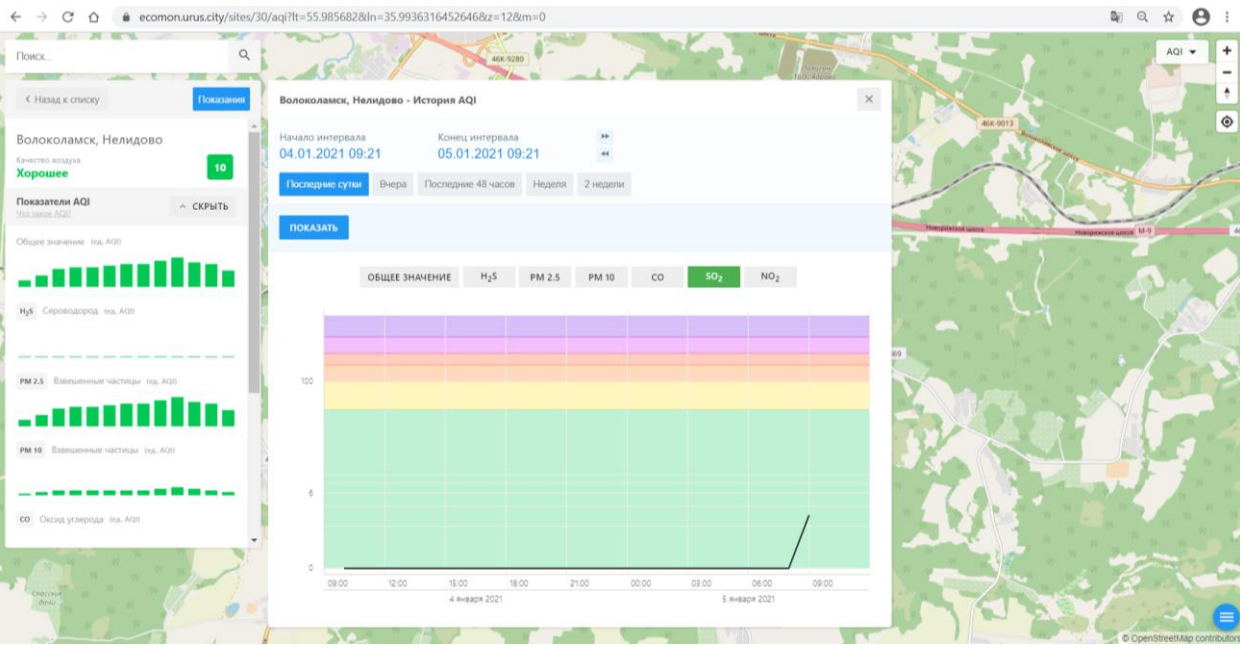 ecomon.urus.city/sites/30/aqi?lt=55.985682&ln=35.99363164526468&z=12&m=0
Поиск...
AQI
46К-9280
Назад к списку
Показания
Волоколамск, Нелидово - История AQI
Волоколамск, Нелидово
Качество воздуха
Хорошее
10
Начало интервала
Конец интервала
04.01.2021 09:21
05.01.2021 09:21
Последние сутки
Вчера
Последние 48 часов
Неделя
2 недели
46К-9013
Показатели AQI
Что такое AQI?
СКРЫТЬ
ПОКАЗАТЬ
Новорижское шоссе
Новорижское шоссе
М-9
Общее значение (ед. AQI)
ОБЩЕЕ ЗНАЧЕНИЕ
H₂S
PM 2.5
PM 10
CO
SO₂
NO₂
H₂S Сероводород (ед. AQI)
PM 2.5 Взвешенные частицы (ед. AQI)
PM 10 Взвешенные частицы (ед. AQI)
CO Оксид углерода (ед. AQI)
100
6
0
09:00
12:00
15:00
18:00
21:00
00:00
03:00
06:00
09:00
4 января 2021
5 января 2021
Спасские
дачи
© OpenStreetMap contributors